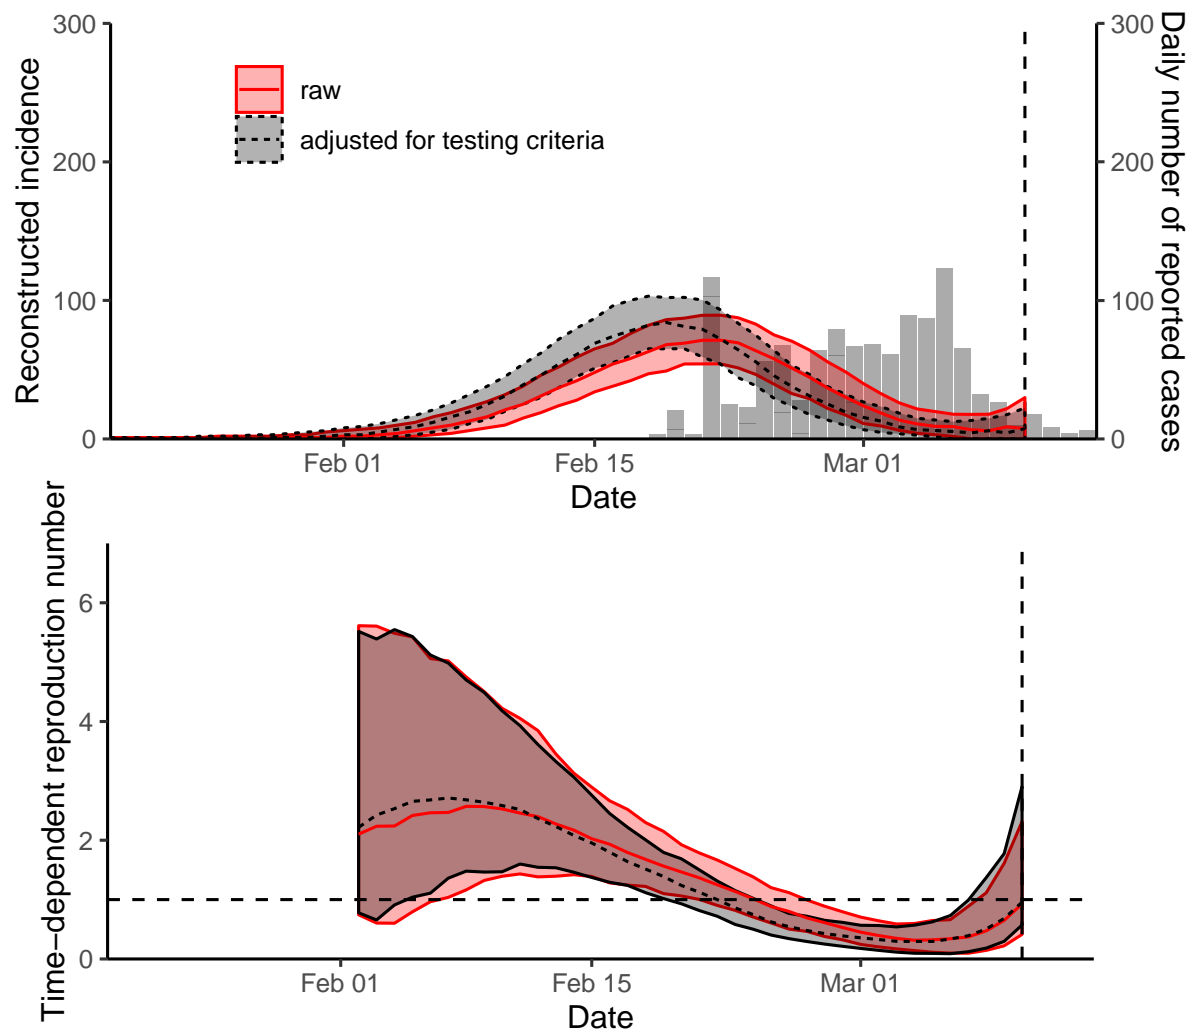 300
200
100
0
Reconstructed incidence
raw
adjusted for testing criteria
300
200
100
0
Daily number of reported cases
Feb 01
Feb 15
Mar 01
Date
6
4
2
0
Time−dependent reproduction number
Feb 01
Feb 15
Mar 01
Date